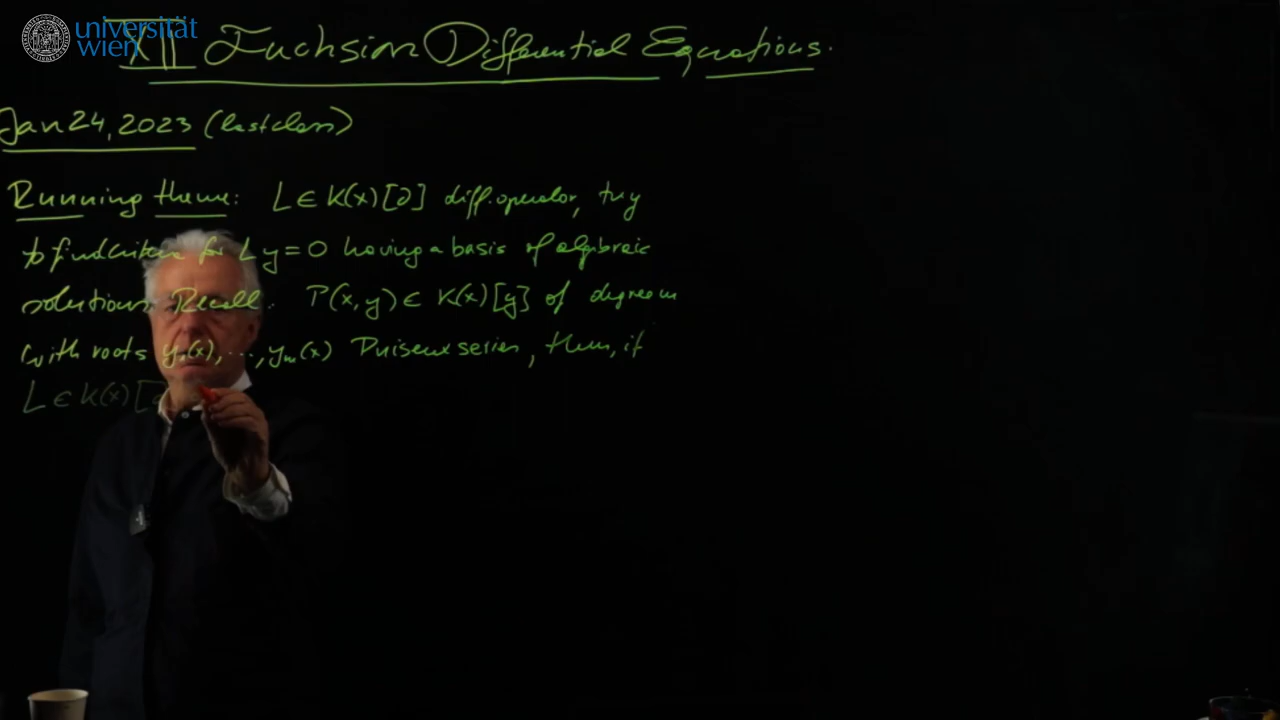 universität
wien
XII Fuchsian Differential Equations.
Jan 24, 2023 (last class)
Running theme: L ∈ K(x)[∂] diff. operator, try
to find criteria for Ly = 0 having a basis of algebraic
solutions. Recall: P(x,y) ∈ K(x)[y] of degree m
with roots y₁(x), ..., yₘ(x) Puiseux series, then, if
L ∈ K(x)[∂